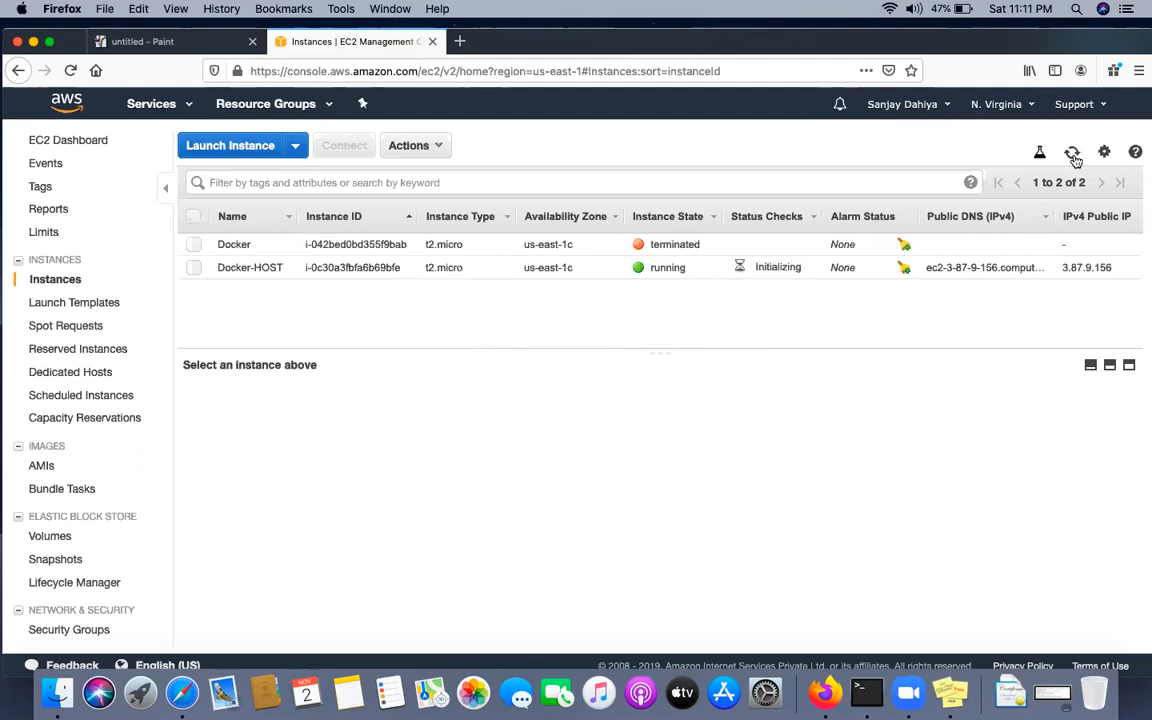 Firefox File Edit View History Bookmarks Tools Window Help 47% Sat 11:11 PM
untitled - Paint Instances | EC2 Management C
https://console.aws.amazon.com/ec2/v2/home?region=us-east-1#Instances:sort=instanceId
aws Services Resource Groups Sanjay Dahiya N. Virginia Support
EC2 Dashboard
Events
Tags
Reports
Limits
INSTANCES
Instances
Launch Templates
Spot Requests
Reserved Instances
Dedicated Hosts
Scheduled Instances
Capacity Reservations
IMAGES
AMIs
Bundle Tasks
ELASTIC BLOCK STORE
Volumes
Snapshots
Lifecycle Manager
NETWORK & SECURITY
Security Groups
Launch Instance Connect Actions
Filter by tags and attributes or search by keyword 1 to 2 of 2
Name Instance ID Instance Type Availability Zone Instance State Status Checks Alarm Status Public DNS (IPv4) IPv4 Public IP
Docker i-042bed0bd355f9bab t2.micro us-east-1c terminated None -
Docker-HOST i-0c30a3fbfa6b69bfe t2.micro us-east-1c running Initializing None ec2-3-87-9-156.comput... 3.87.9.156
Select an instance above
Feedback English (US) © 2008 - 2019, Amazon Internet Services Private Ltd. or its affiliates. All rights reserved. Privacy Policy Terms of Use
NOV
2
tv